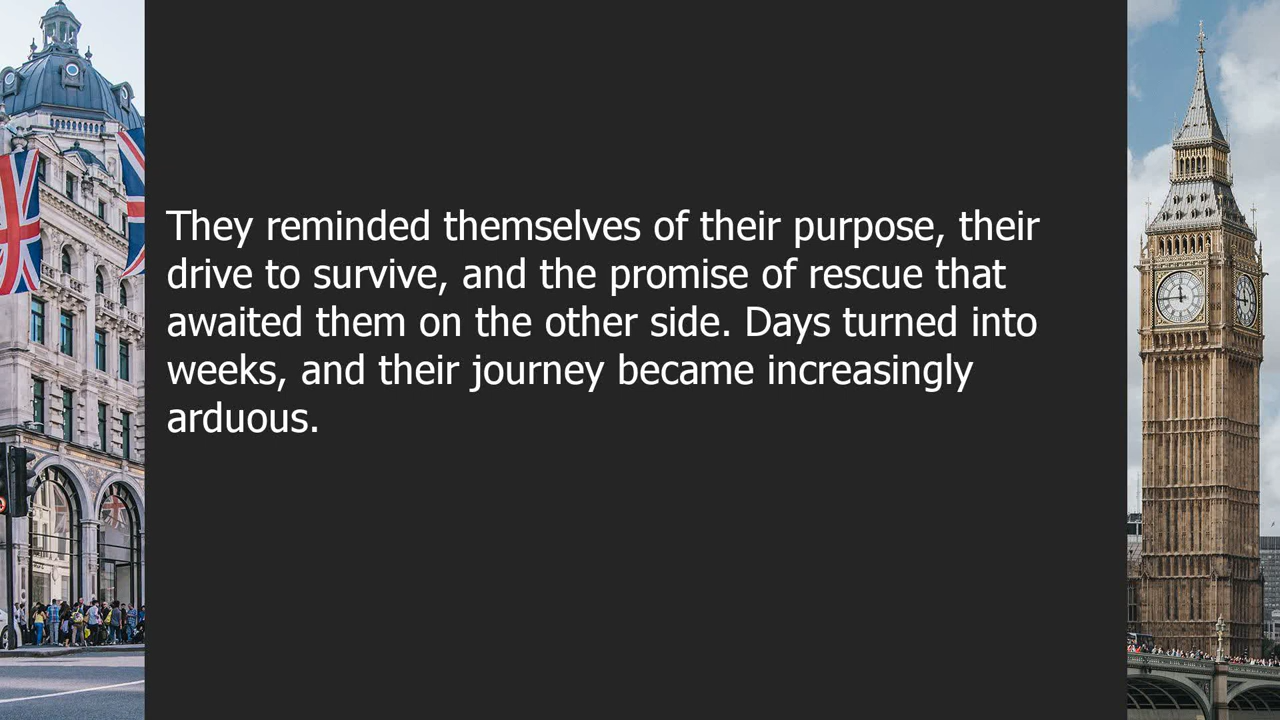 They reminded themselves of their purpose, their
drive to survive, and the promise of rescue that
awaited them on the other side. Days turned into
weeks, and their journey became increasingly
arduous.